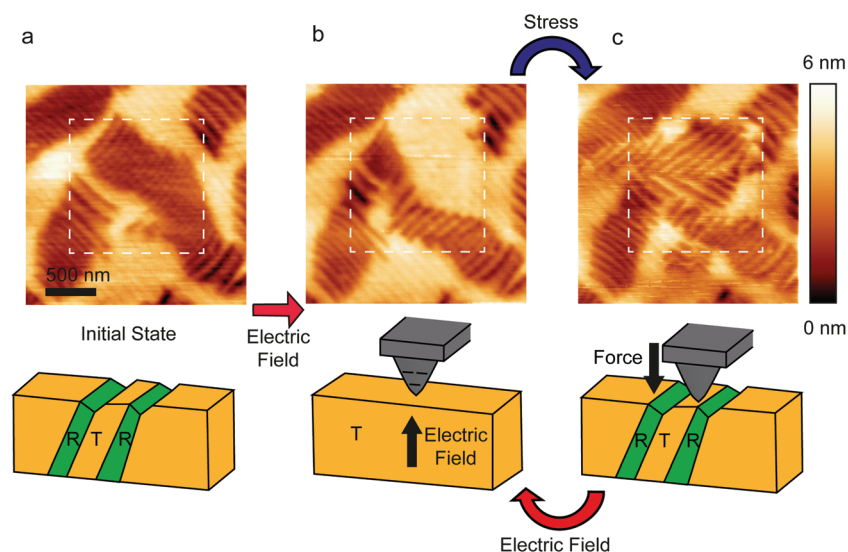 a
b
Stress
c
6 nm
500 nm
0 nm
Initial State
Electric
Field
Force
R
T
R
T
Electric
Field
R
T
R
Electric Field